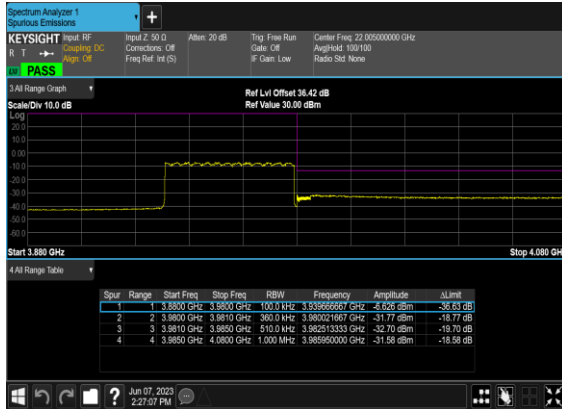 Spectrum Analyzer 1
Spurious Emissions
KEYSIGHT Input: RF Input Z: 50 Ω Atten: 20 dB Trig: Free Run Center Freq: 22.005000000 GHz
R T Coupling: DC Corrections: Off Gate: Off Avg|Hold: 100/100
Align: Off Freq Ref: Int (S) IF Gain: Low Radio Std: None
PASS
3 All Range Graph
Ref Lvl Offset 36.42 dB
Scale/Div 10.0 dB Ref Value 30.00 dBm
Log
20.0
10.0
0.00
-10.0
-20.0
-30.0
-40.0
-50.0
-60.0
Start 3.880 GHz Stop 4.080 GH
4 All Range Table
Spur Range Start Freq Stop Freq RBW Frequency Amplitude ΔLimit
1 1 3.8800 GHz 3.9800 GHz 100.0 kHz 3.939666667 GHz -6.626 dBm -36.63 dB
2 2 3.9800 GHz 3.9810 GHz 360.0 kHz 3.980021667 GHz -31.77 dBm -18.77 dB
3 3 3.9810 GHz 3.9850 GHz 510.0 kHz 3.982513333 GHz -32.70 dBm -19.70 dB
4 4 3.9850 GHz 4.0800 GHz 1.000 MHz 3.985950000 GHz -31.58 dBm -18.58 dB
Jun 07, 2023
2:27:07 PM